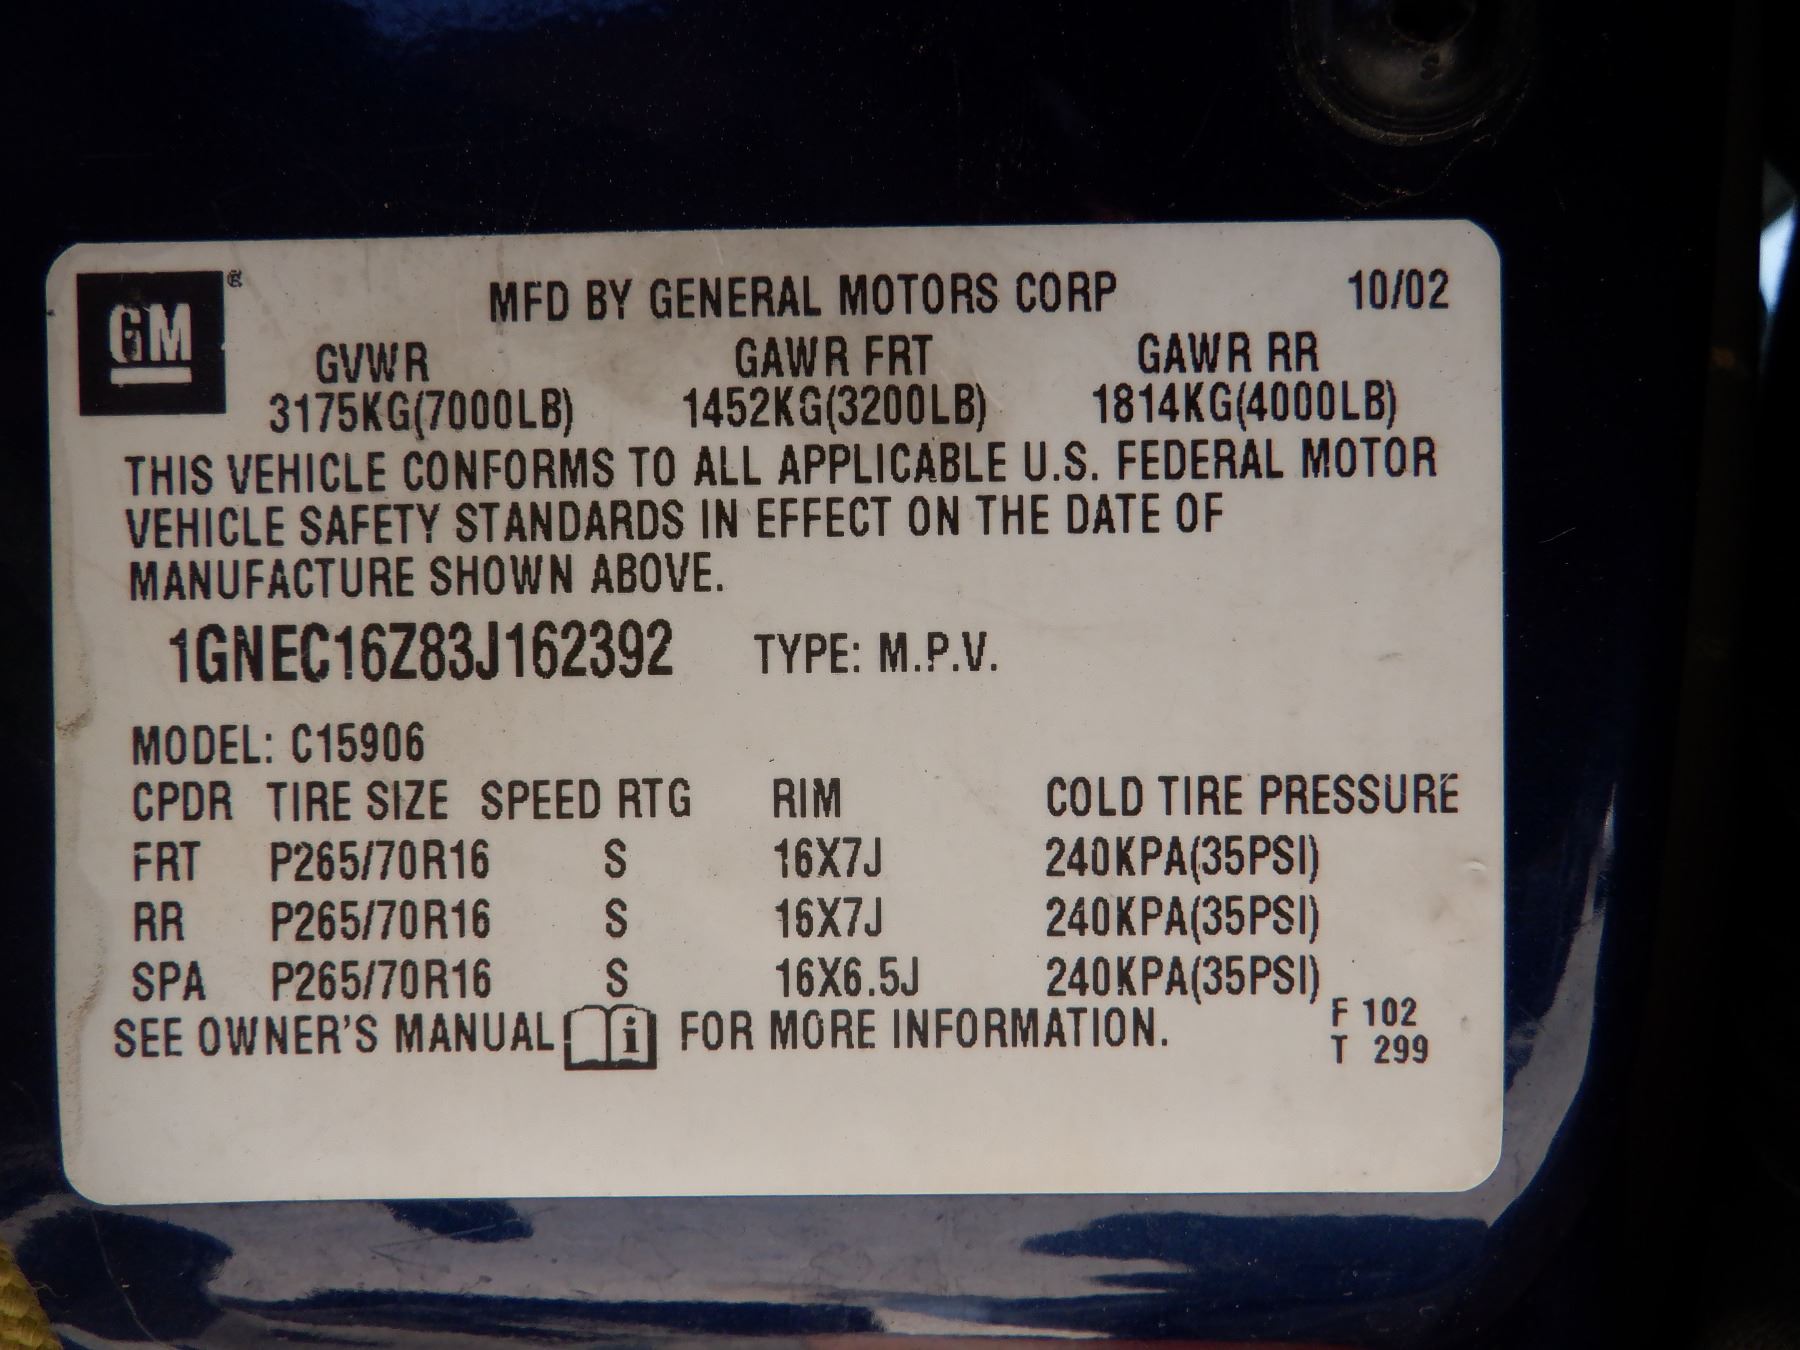 GM ®
MFD BY GENERAL MOTORS CORP 10/02
GVWR GAWR FRT GAWR RR
3175KG(7000LB) 1452KG(3200LB) 1814KG(4000LB)
THIS VEHICLE CONFORMS TO ALL APPLICABLE U.S. FEDERAL MOTOR
VEHICLE SAFETY STANDARDS IN EFFECT ON THE DATE OF
MANUFACTURE SHOWN ABOVE.
1GNEC16Z83J162392 TYPE: M.P.V.
MODEL: C15906
CPDR TIRE SIZE SPEED RTG RIM COLD TIRE PRESSURE
FRT P265/70R16 S 16X7J 240KPA(35PSI)
RR P265/70R16 S 16X7J 240KPA(35PSI)
SPA P265/70R16 S 16X6.5J 240KPA(35PSI)
SEE OWNER'S MANUAL i FOR MORE INFORMATION.
F 102
T 299